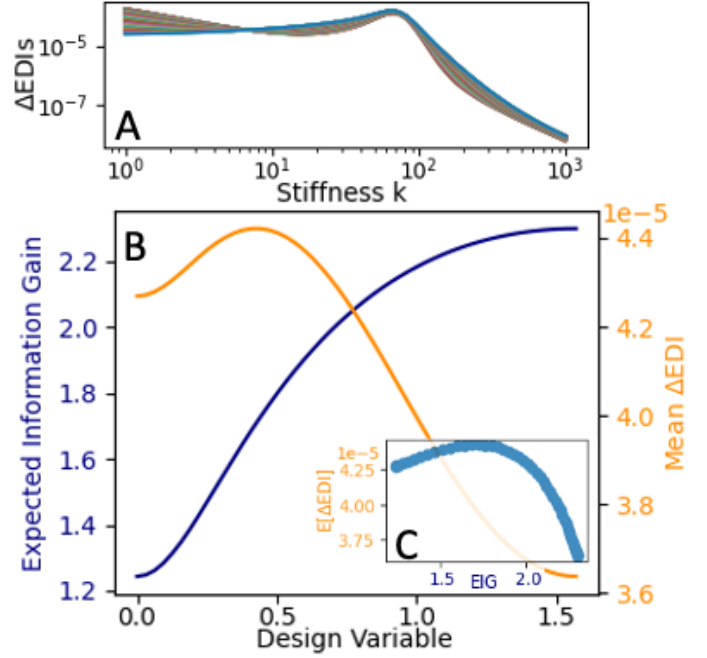 ΔEDIs
10⁻⁵
10⁻⁷
A
10⁰ 10¹ 10² 10³
Stiffness k
B
1e−5
Expected Information Gain
2.2
2.0
1.8
1.6
1.4
1.2
4.4
4.2
4.0
3.8
3.6
Mean ΔEDI
0.0 0.5 1.0 1.5
Design Variable
1e−5
E[ΔEDI]
4.25
4.00
3.75
C
1.5 2.0
EIG